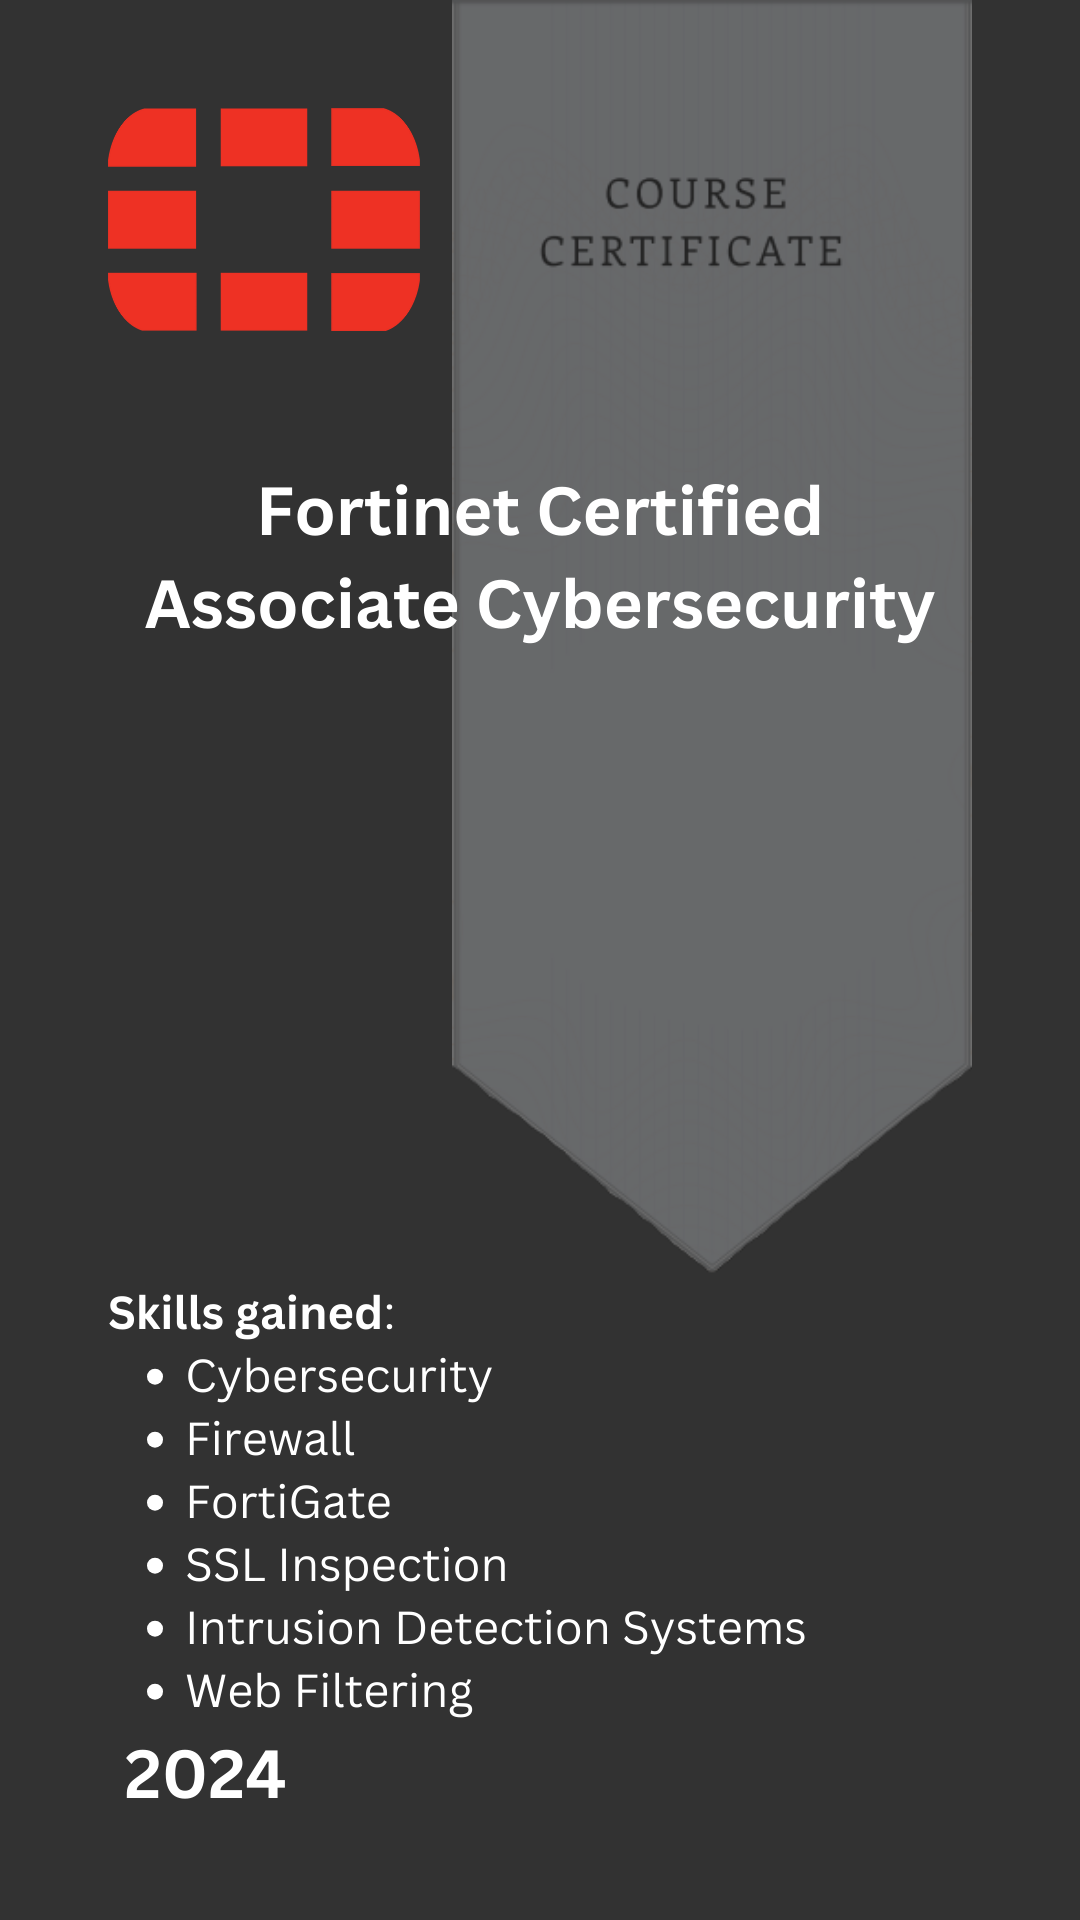 COURSE
CERTIFICATE
Fortinet Certified
Associate Cybersecurity
Skills gained:
• Cybersecurity
• Firewall
• FortiGate
• SSL Inspection
• Intrusion Detection Systems
• Web Filtering
2024